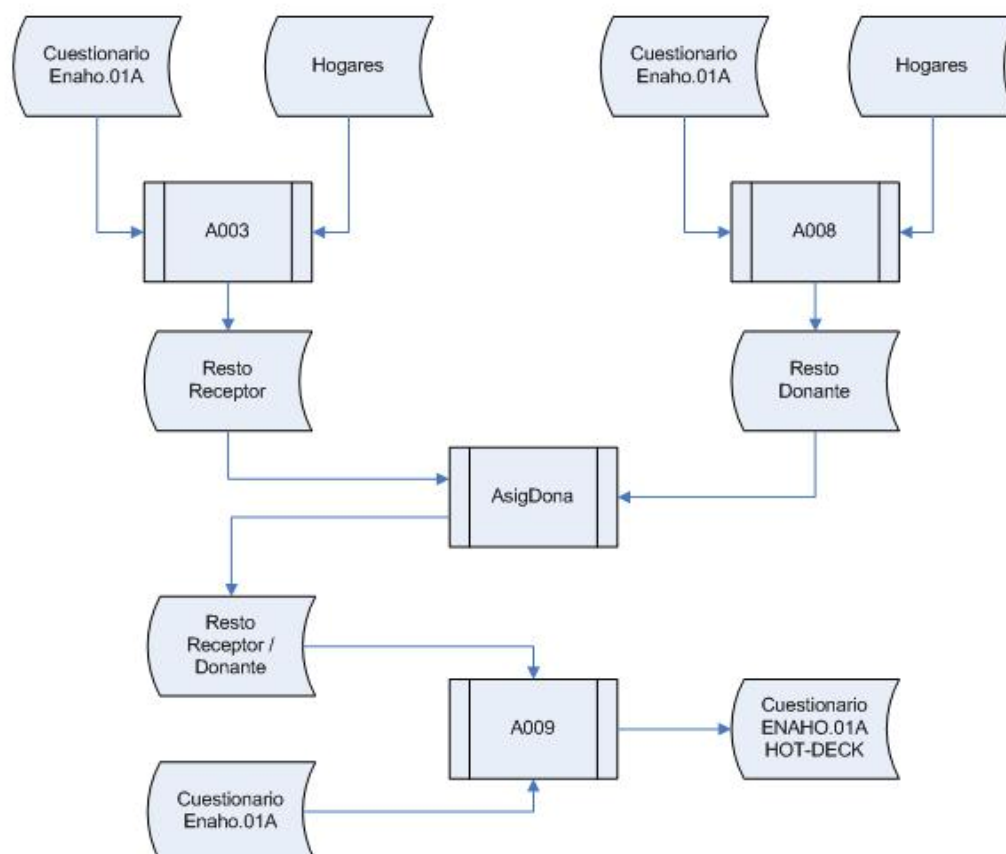 Cuestionario
Enaho.01A
Hogares
Cuestionario
Enaho.01A
Hogares
A003
A008
Resto
Receptor
Resto
Donante
AsigDona
Resto
Receptor /
Donante
A009
Cuestionario
ENAHO.01A
HOT-DECK
Cuestionario
Enaho.01A